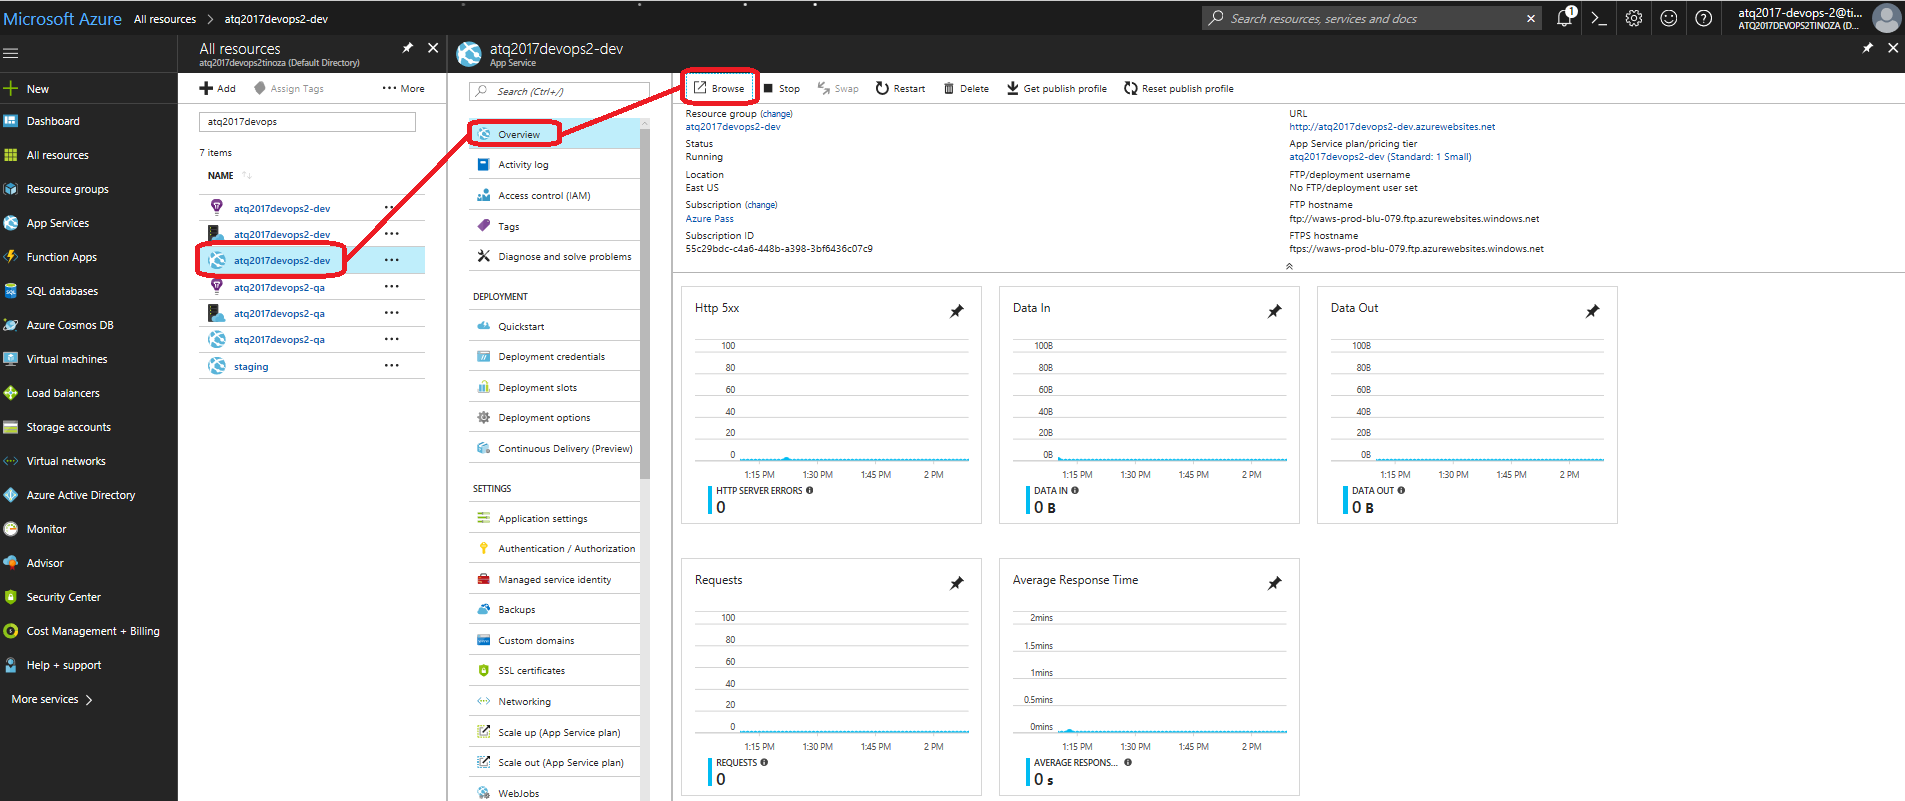 Microsoft Azure All resources > atq2017devops2-dev
Search resources, services and docs
1
atq2017-devops-2@ti...
ATQ2017DEVOPS2TINOZA (D...
New
Dashboard
All resources
Resource groups
App Services
Function Apps
SQL databases
Azure Cosmos DB
Virtual machines
Load balancers
Storage accounts
Virtual networks
Azure Active Directory
Monitor
Advisor
Security Center
Cost Management + Billing
Help + support
More services >
All resources
atq2017devops2tinoza (Default Directory)
Add Assign Tags ··· More
atq2017devops
7 items
NAME
atq2017devops2-dev ···
atq2017devops2-dev ···
atq2017devops2-dev ···
atq2017devops2-qa ···
atq2017devops2-qa ···
atq2017devops2-qa ···
staging ···
atq2017devops2-dev
App Service
Search (Ctrl+/)
Overview
Activity log
Access control (IAM)
Tags
Diagnose and solve problems
DEPLOYMENT
Quickstart
Deployment credentials
Deployment slots
Deployment options
Continuous Delivery (Preview)
SETTINGS
Application settings
Authentication / Authorization
Managed service identity
Backups
Custom domains
SSL certificates
Networking
Scale up (App Service plan)
Scale out (App Service plan)
WebJobs
Browse Stop Swap Restart Delete Get publish profile Reset publish profile
Resource group (change)
atq2017devops2-dev
Status
Running
Location
East US
Subscription (change)
Azure Pass
Subscription ID
55c29bdc-c4a6-448b-a398-3bf6436c07c9
URL
http://atq2017devops2-dev.azurewebsites.net
App Service plan/pricing tier
atq2017devops2-dev (Standard: 1 Small)
FTP/deployment username
No FTP/deployment user set
FTP hostname
ftp://waws-prod-blu-079.ftp.azurewebsites.windows.net
FTPS hostname
ftps://waws-prod-blu-079.ftp.azurewebsites.windows.net
Http 5xx
100
80
60
40
20
0
1:15 PM 1:30 PM 1:45 PM 2 PM
HTTP SERVER ERRORS
0
Data In
100B
80B
60B
40B
20B
0B
1:15 PM 1:30 PM 1:45 PM 2 PM
DATA IN
0 B
Data Out
100B
80B
60B
40B
20B
0B
1:15 PM 1:30 PM 1:45 PM 2 PM
DATA OUT
0 B
Requests
100
80
60
40
20
0
1:15 PM 1:30 PM 1:45 PM 2 PM
REQUESTS
0
Average Response Time
2mins
1.5mins
1mins
0.5mins
0mins
1:15 PM 1:30 PM 1:45 PM 2 PM
AVERAGE RESPONS...
0 s